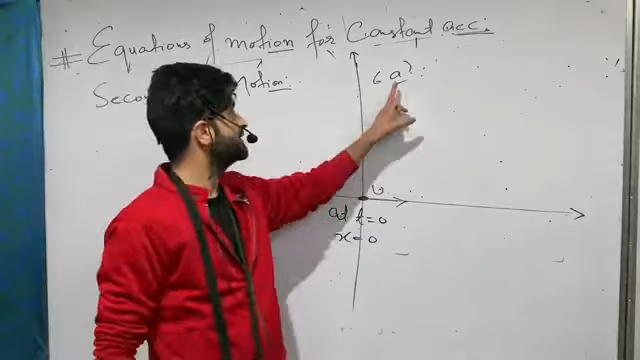 # Equations of motion for Constant acc:
Motion:
'a'
at t=0
x=0